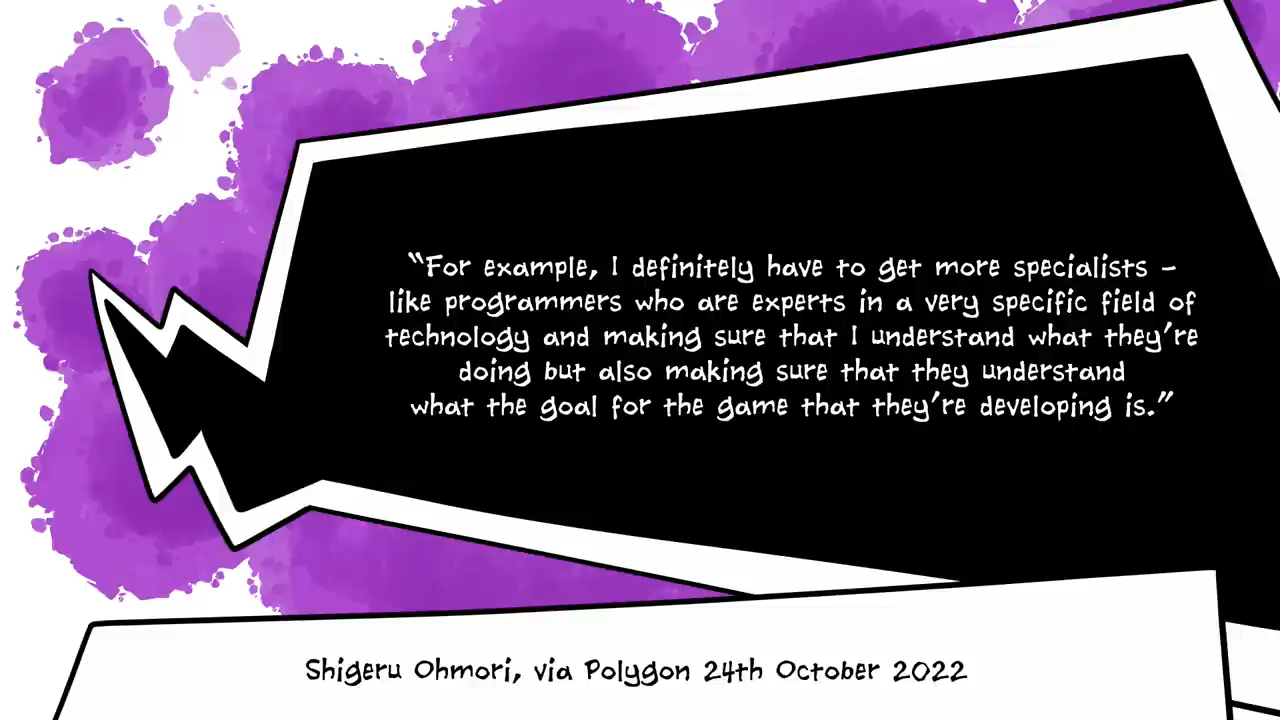 “For example, I definitely have to get more specialists –
like programmers who are experts in a very specific field of
technology and making sure that I understand what they’re
doing but also making sure that they understand
what the goal for the game that they’re developing is.”
Shigeru Ohmori, via Polygon 24th October 2022